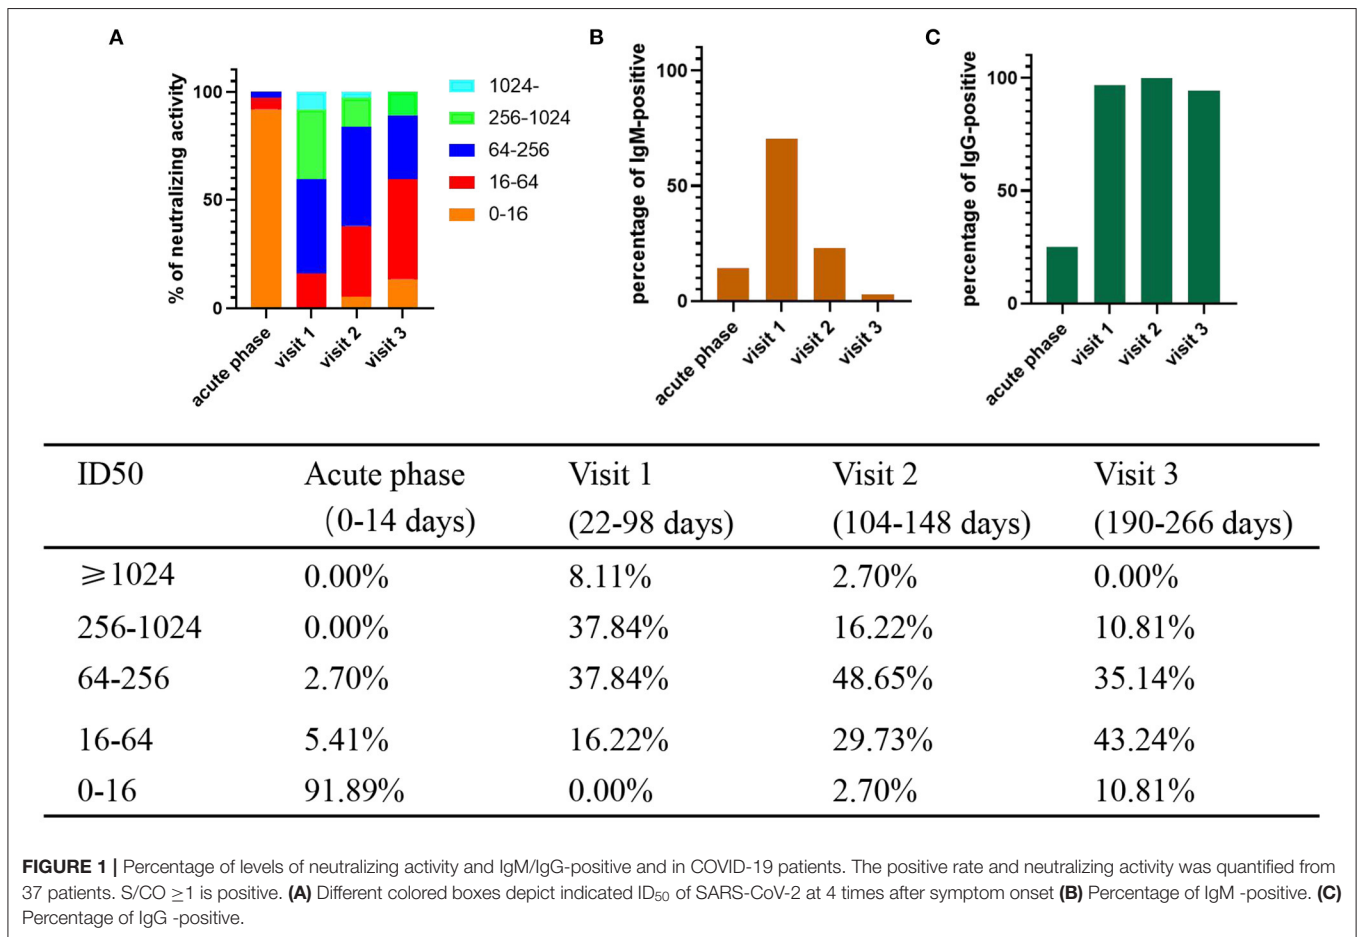 A
% of neutralizing activity
100
50
0
acute phase
visit 1
visit 2
visit 3
1024-
256-1024
64-256
16-64
0-16
B
percentage of IgM-positive
100
50
0
acute phase
visit 1
visit 2
visit 3
C
percentage of IgG-positive
100
50
0
acute phase
visit 1
visit 2
visit 3
ID50 Acute phase Visit 1 Visit 2 Visit 3
(0-14 days) (22-98 days) (104-148 days) (190-266 days)
⩾1024 0.00% 8.11% 2.70% 0.00%
256-1024 0.00% 37.84% 16.22% 10.81%
64-256 2.70% 37.84% 48.65% 35.14%
16-64 5.41% 16.22% 29.73% 43.24%
0-16 91.89% 0.00% 2.70% 10.81%
FIGURE 1 | Percentage of levels of neutralizing activity and IgM/IgG-positive and in COVID-19 patients. The positive rate and neutralizing activity was quantified from
37 patients. S/CO ≥1 is positive. (A) Different colored boxes depict indicated ID50 of SARS-CoV-2 at 4 times after symptom onset (B) Percentage of IgM -positive. (C)
Percentage of IgG -positive.